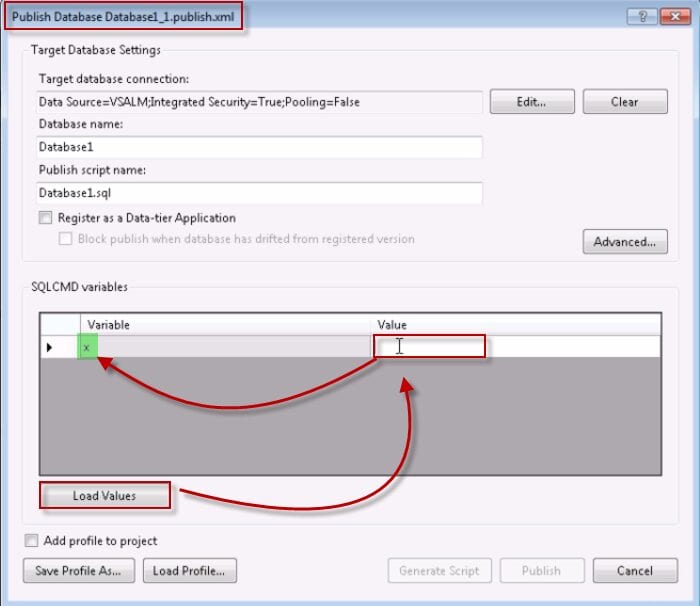 Publish Database Database1_1.publish.xml
Target Database Settings
Target database connection:
Data Source=VSALM;Integrated Security=True;Pooling=False
Edit...
Clear
Database name:
Database1
Publish script name:
Database1.sql
Register as a Data-tier Application
Block publish when database has drifted from registered version
Advanced...
SQLCMD variables
Variable
Value
x
Load Values
Add profile to project
Save Profile As...
Load Profile...
Generate Script
Publish
Cancel